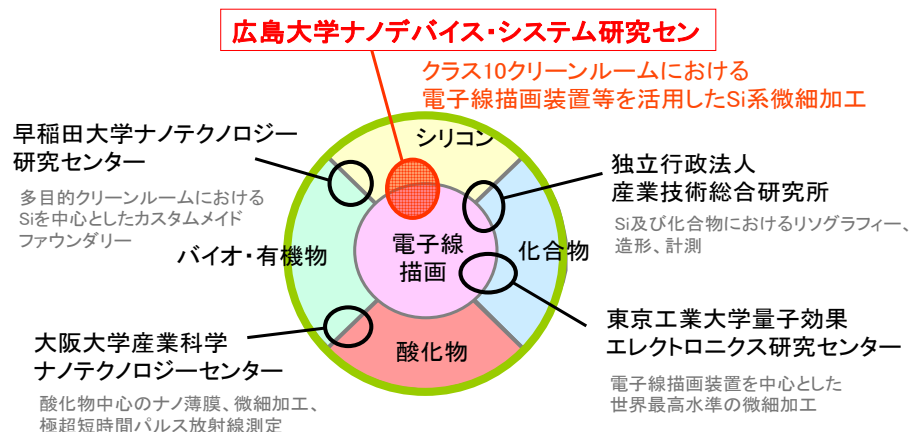 広島大学ナノデバイス・システム研究セン
クラス10クリーンルームにおける
電子線描画装置等を活用したSi系微細加工
早稲田大学ナノテクノロジー
研究センター
多目的クリーンルームにおける
Siを中心としたカスタムメイド
ファウンダリー
シリコン
独立行政法人
産業技術総合研究所
Si及び化合物におけるリソグラフィー、
造形、計測
バイオ・有機物
電子線
描画
化合物
酸化物
大阪大学産業科学
ナノテクノロジーセンター
酸化物中心のナノ薄膜、微細加工、
極超短時間パルス放射線測定
東京工業大学量子効果
エレクトロニクス研究センター
電子線描画装置を中心とした
世界最高水準の微細加工